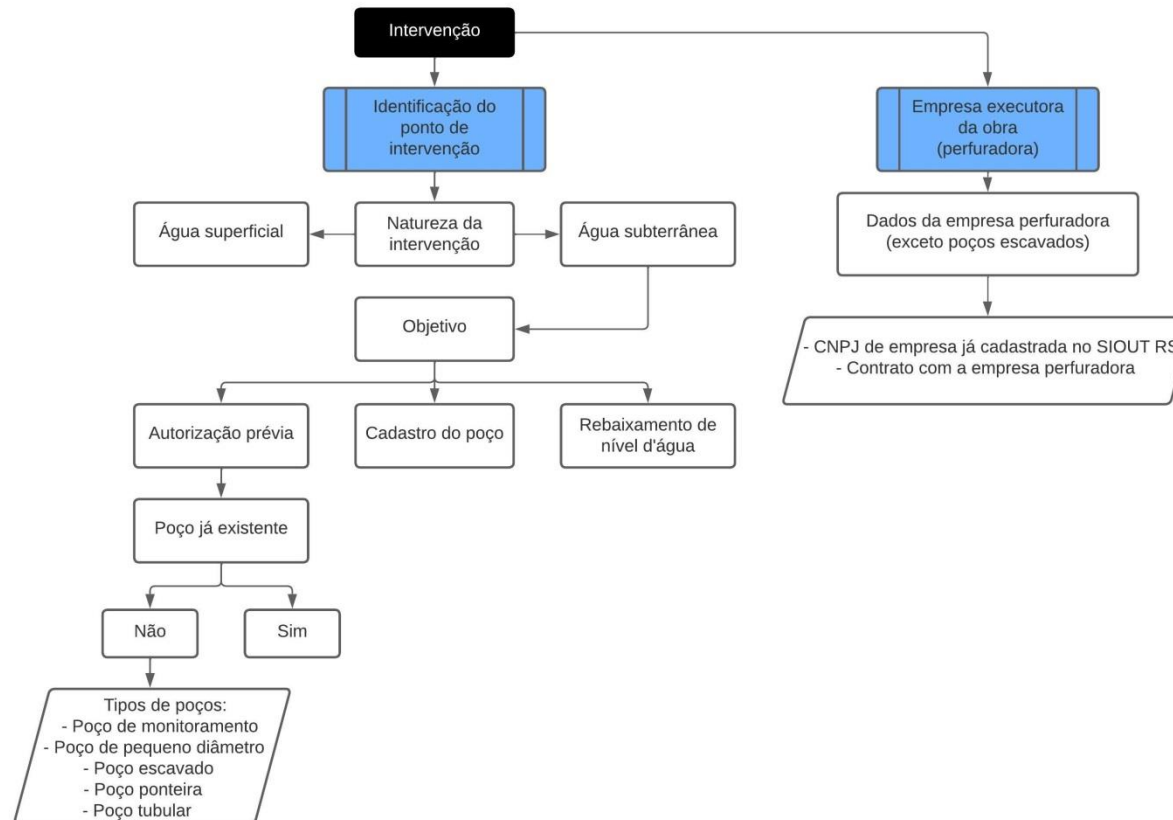 Intervenção
Identificação do
ponto de
intervenção
Empresa executora
da obra
(perfuradora)
Água superficial
Natureza da
intervenção
Água subterrânea
Dados da empresa perfuradora
(exceto poços escavados)
Objetivo
- CNPJ de empresa já cadastrada no SIOUT RS
- Contrato com a empresa perfuradora
Autorização prévia
Cadastro do poço
Rebaixamento de
nível d'água
Poço já existente
Não
Sim
Tipos de poços:
- Poço de monitoramento
- Poço de pequeno diâmetro
- Poço escavado
- Poço ponteira
- Poço tubular